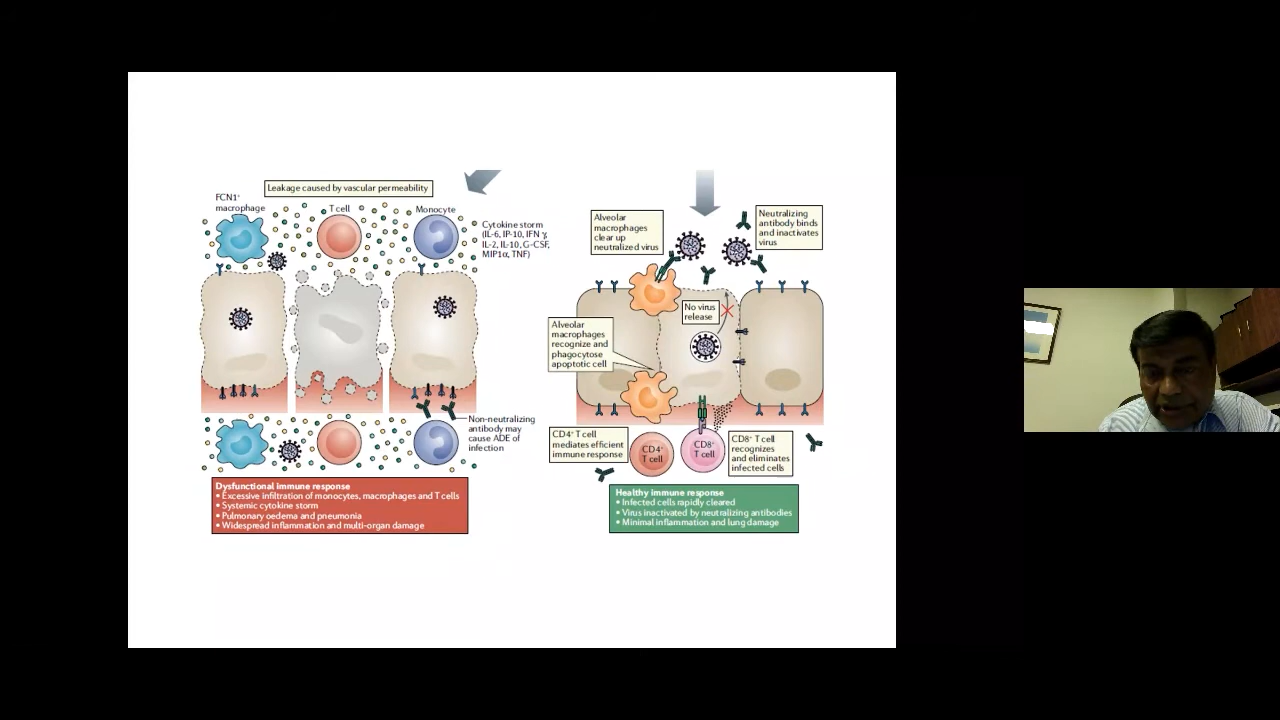 Leakage caused by vascular permeability
FCN1⁺
macrophage
T cell
Monocyte
Cytokine storm
(IL-6, IP-10, IFN γ,
IL-2, IL-10, G-CSF,
MIP1α, TNF)
Non-neutralizing
antibody may
cause ADE of
infection
Dysfunctional immune response
• Excessive infiltration of monocytes, macrophages and T cells
• Systemic cytokine storm
• Pulmonary oedema and pneumonia
• Widespread inflammation and multi-organ damage
Alveolar
macrophages
clear up
neutralized virus
Neutralizing
antibody binds
and inactivates
virus
No virus
release
Alveolar
macrophages
recognize and
phagocytose
apoptotic cell
CD4⁺ T cell
mediates efficient
immune response
CD4⁺
T cell
CD8⁺
T cell
CD8⁺ T cell
recognizes
and eliminates
infected cells
Healthy immune response
• Infected cells rapidly cleared
• Virus inactivated by neutralizing antibodies
• Minimal inflammation and lung damage